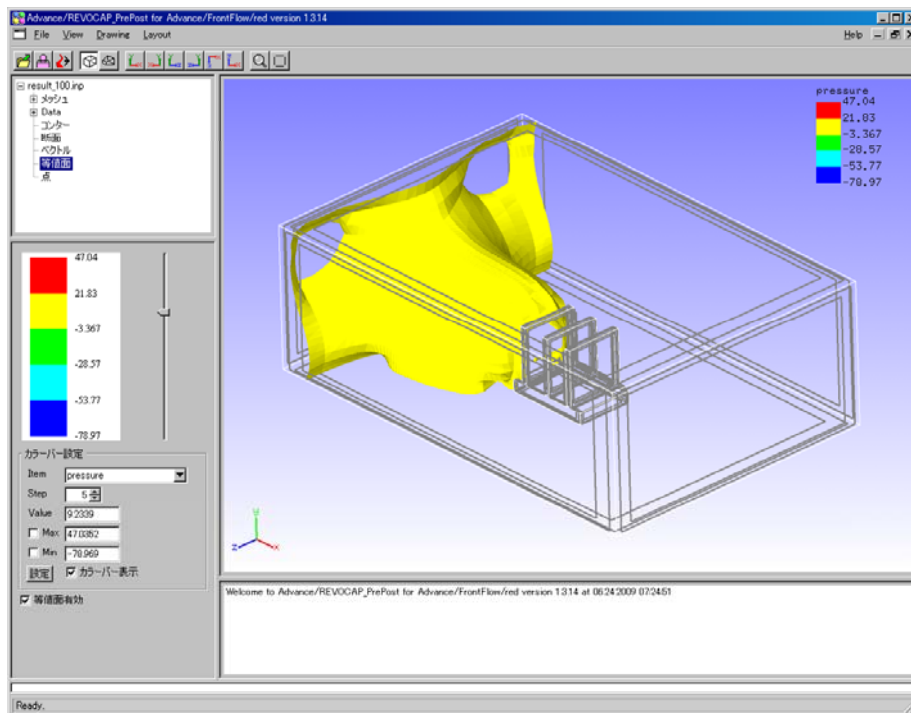 Advance/REVOCAP_PrePost for Advance/FrontFlow/red version 1.3.14
File View Drawing Layout Help
result_100.inp
メッシュ
Data
コンター
断面
ベクトル
等値面
点
pressure
47.04
21.83
-3.367
-28.57
-53.77
-78.97
47.04
21.83
-3.367
-28.57
-53.77
-78.97
カラーバー設定
Item pressure
Step 5
Value 9.2339
Max 47.0352
Min -78.969
設定 カラーバー表示
等値面有効
y
z x
Welcome to Advance/REVOCAP_PrePost for Advance/FrontFlow/red version 1.3.14 at 06:24:2009 07:24:51
Ready.